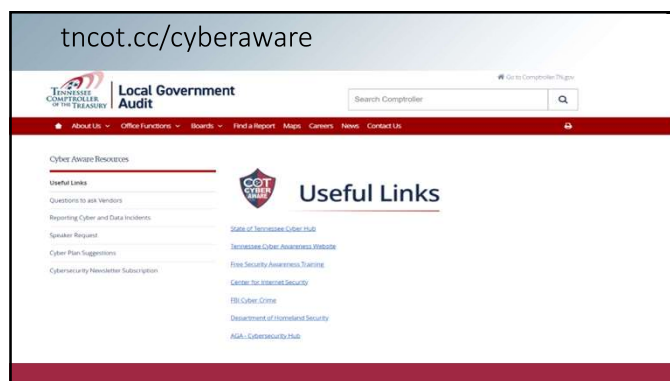 tncot.cc/cyberaware
Go to Comptroller.TN.gov
TENNESSEE
COMPTROLLER
OF THE TREASURY
Local Government
Audit
Search Comptroller
About Us
Office Functions
Boards
Find a Report
Maps
Careers
News
Contact Us
Cyber Aware Resources
Useful Links
Questions to ask Vendors
Reporting Cyber and Data Incidents
Speaker Request
Cyber Plan Suggestions
Cybersecurity Newsletter Subscription
COT
CYBER
AWARE
Useful Links
State of Tennessee Cyber Hub
Tennessee Cyber Awareness Website
Free Security Awareness Training
Center for Internet Security
FBI Cyber Crime
Department of Homeland Security
AGA - Cybersecurity Hub